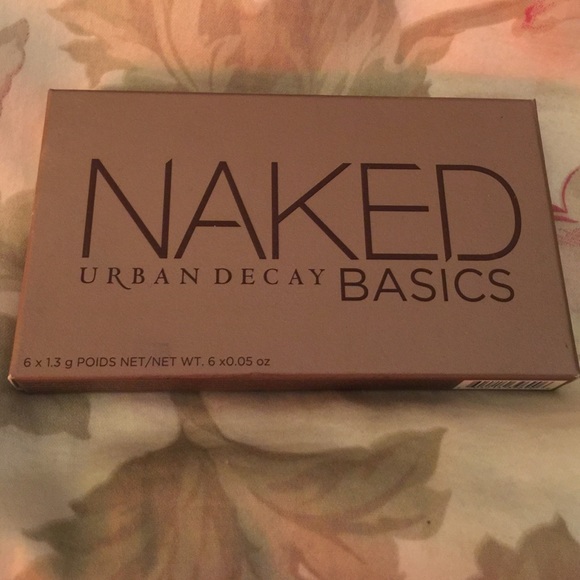 NAKED
URBAN DECAY BASICS
6 x 1.3 g POIDS NET/NET WT. 6 x0.05 oz